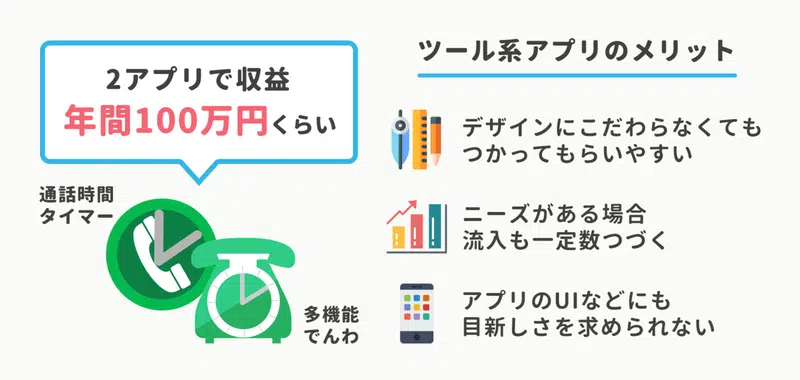 2アプリで収益
年間100万円くらい
通話時間
タイマー
多機能
でんわ
ツール系アプリのメリット
デザインにこだわらなくても
つかってもらいやすい
ニーズがある場合
流入も一定数つづく
アプリのUIなどにも
目新しさを求められない